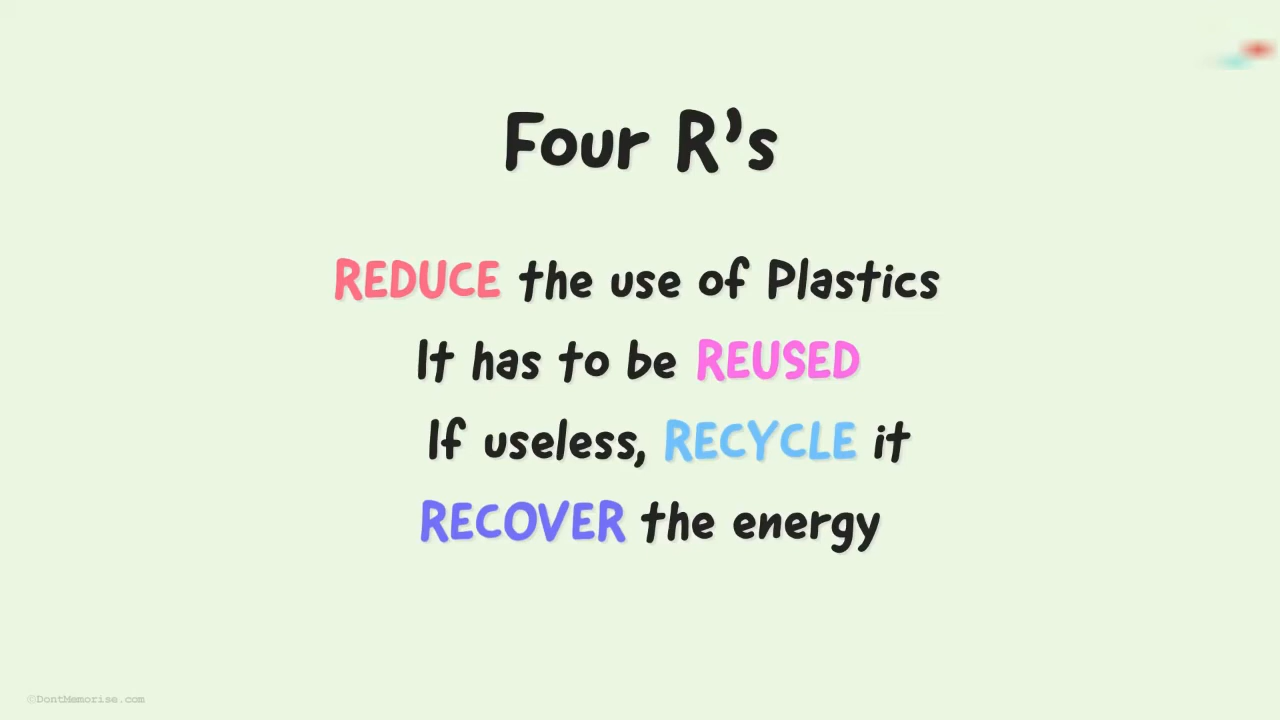 Four R's
REDUCE the use of Plastics
It has to be REUSED
If useless, RECYCLE it
RECOVER the energy
©DontMemorise.com